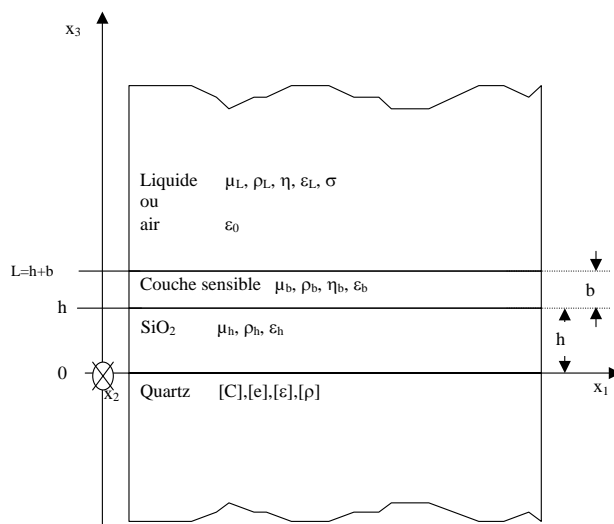 x₃
Liquide μL, ρL, η, εL, σ
ou
air ε₀
L=h+b
Couche sensible μb, ρb, ηb, εb
b
h
SiO₂ μh, ρh, εh
h
0
x₂
x₁
Quartz [C],[e],[ε],[ρ]